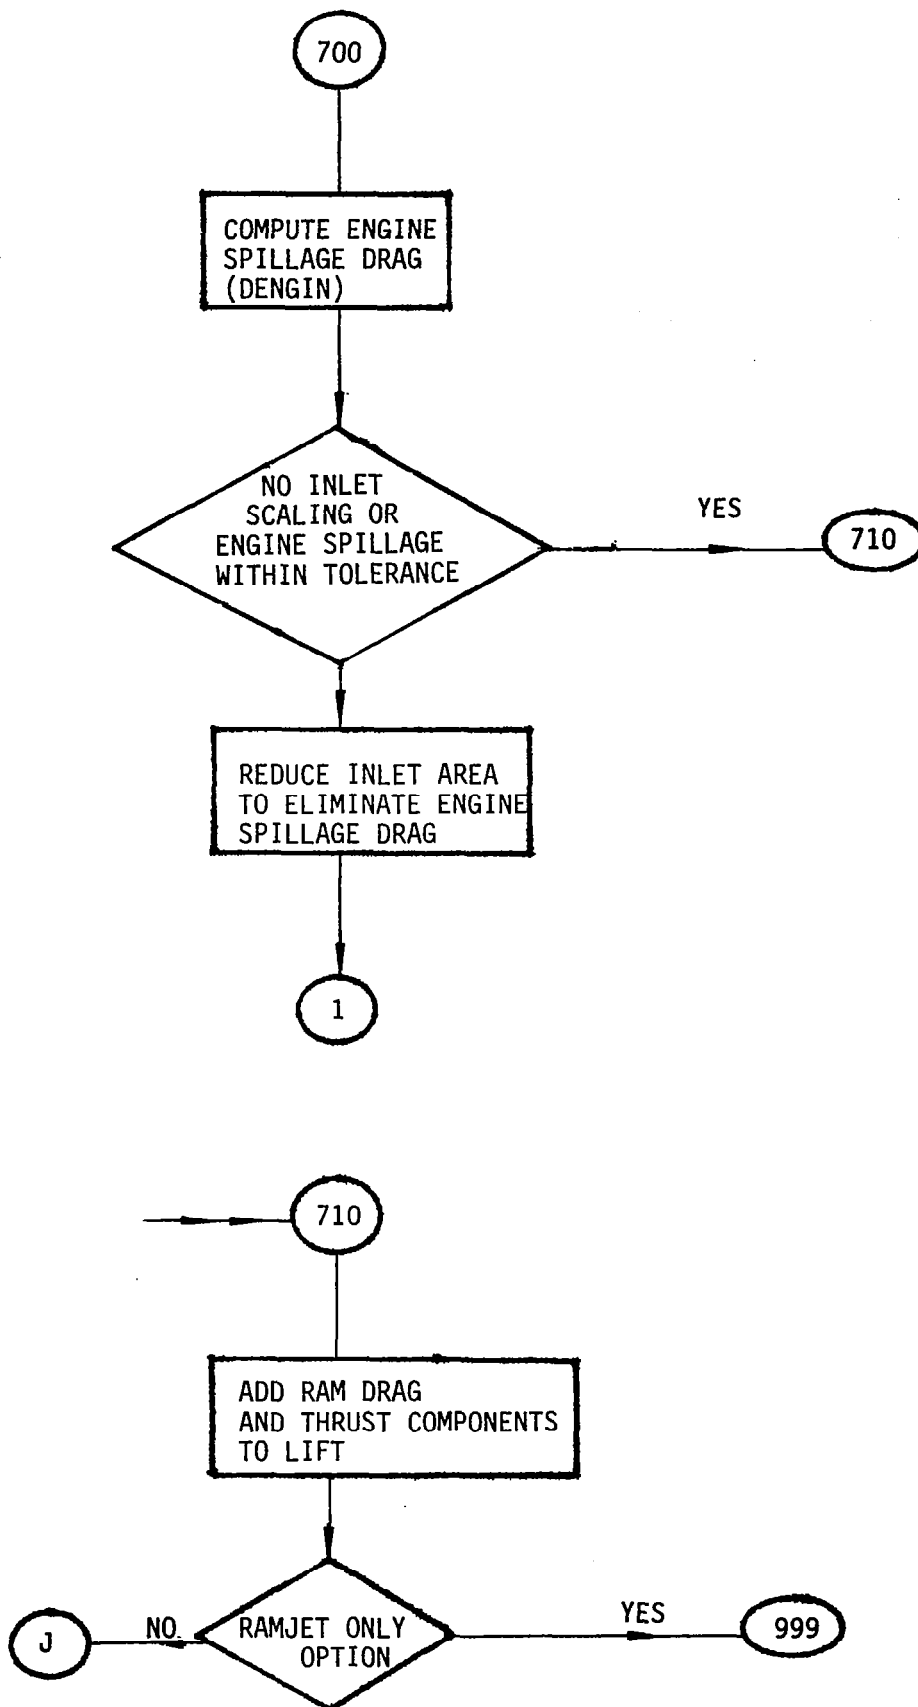 700
COMPUTE ENGINE
SPILLAGE DRAG
(DENGIN)
NO INLET
SCALING OR
ENGINE SPILLAGE
WITHIN TOLERANCE
YES
710
REDUCE INLET AREA
TO ELIMINATE ENGINE
SPILLAGE DRAG
1
710
ADD RAM DRAG
AND THRUST COMPONENTS
TO LIFT
J
NO
RAMJET ONLY
OPTION
YES
999